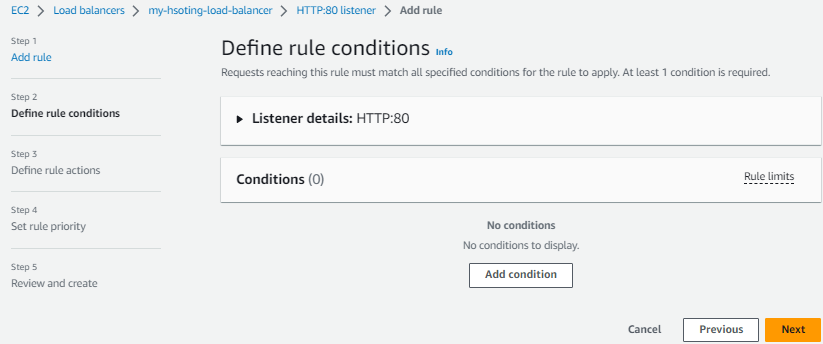 EC2 > Load balancers > my-hsoting-load-balancer > HTTP:80 listener > Add rule
Step 1
Add rule
Step 2
Define rule conditions
Step 3
Define rule actions
Step 4
Set rule priority
Step 5
Review and create
Define rule conditions Info
Requests reaching this rule must match all specified conditions for the rule to apply. At least 1 condition is required.
Listener details: HTTP:80
Conditions (0)
Rule limits
No conditions
No conditions to display.
Add condition
Cancel
Previous
Next